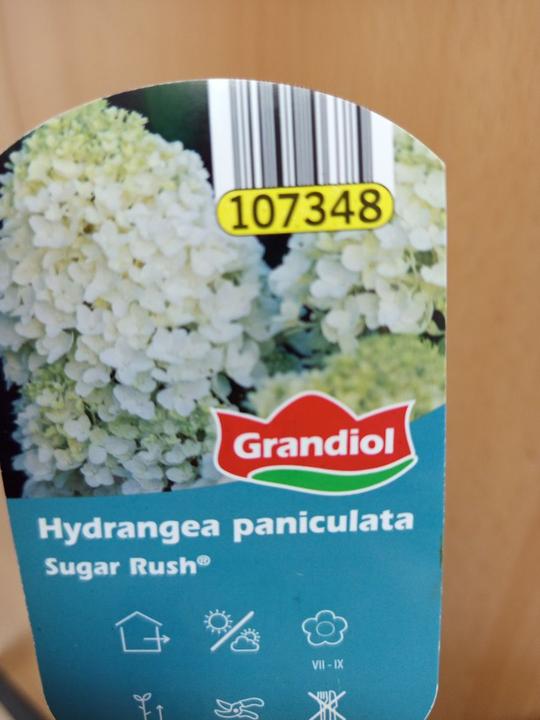 107348
Grandiol
Hydrangea paniculata
Sugar Rush®
VII - IX